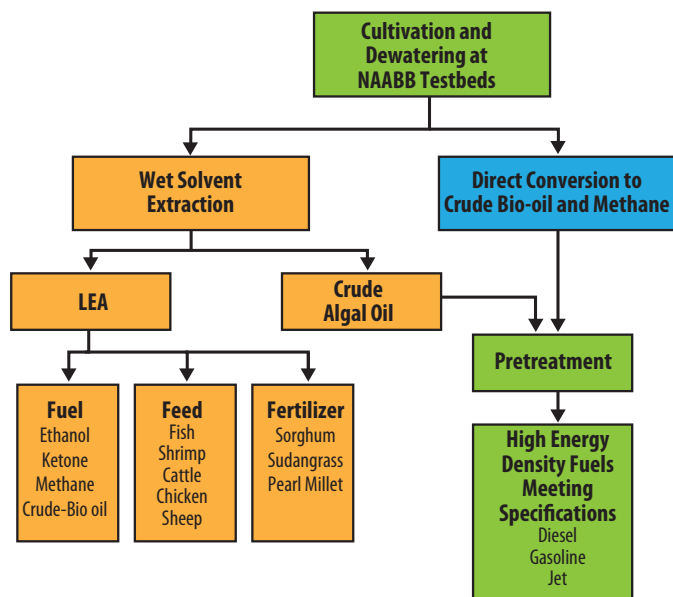 Cultivation and
Dewatering at
NAABB Testbeds
Wet Solvent
Extraction
Direct Conversion to
Crude Bio-oil and Methane
LEA
Crude
Algal Oil
Pretreatment
Fuel
Ethanol
Ketone
Methane
Crude-Bio oil
Feed
Fish
Shrimp
Cattle
Chicken
Sheep
Fertilizer
Sorghum
Sudangrass
Pearl Millet
High Energy
Density Fuels
Meeting
Specifications
Diesel
Gasoline
Jet